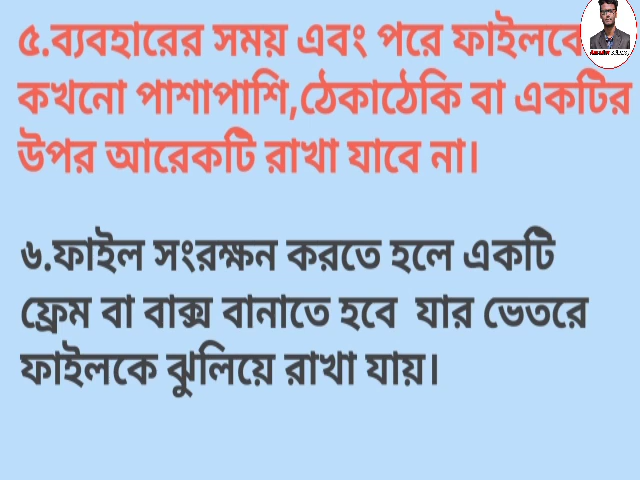 ৫.ব্যবহারের সময় এবং পরে ফাইলকে
কখনো পাশাপাশি,ঠেকাঠেকি বা একটির
উপর আরেকটি রাখা যাবে না।
৬.ফাইল সংরক্ষন করতে হলে একটি
ফ্রেম বা বাক্স বানাতে হবে যার ভেতরে
ফাইলকে ঝুলিয়ে রাখা যায়।